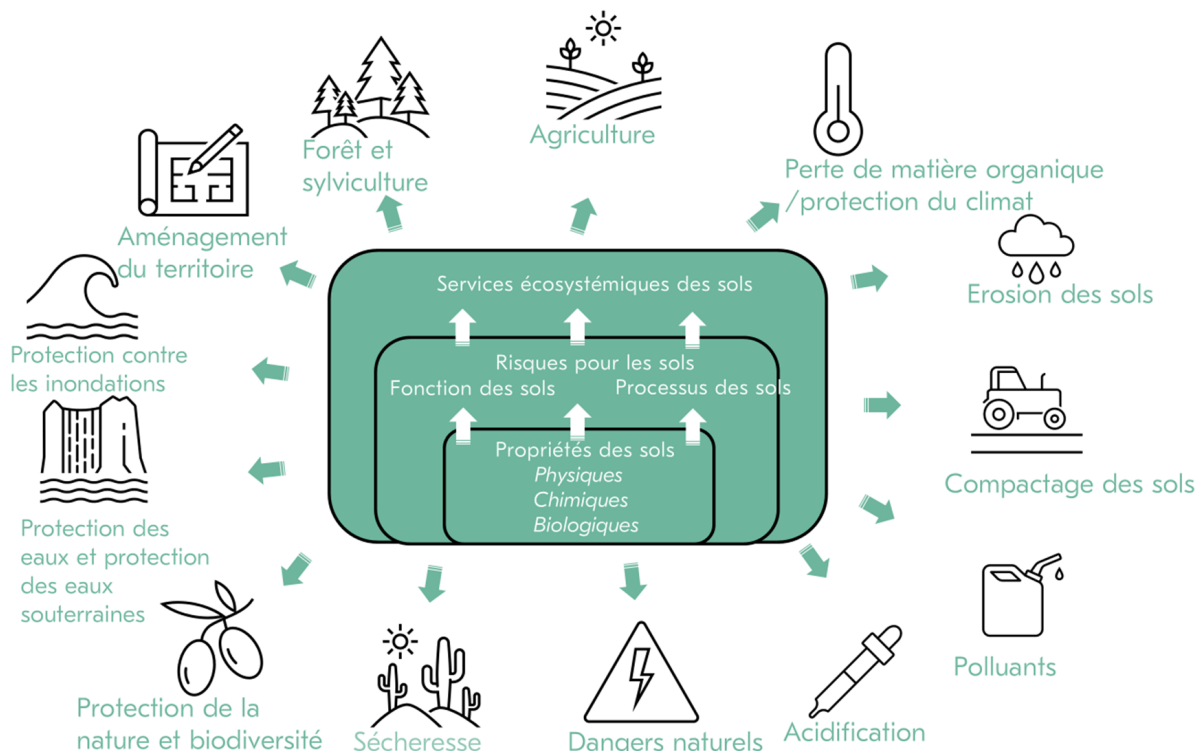 Forêt et
sylviculture
Agriculture
Perte de matière organique
/protection du climat
Aménagement
du territoire
Erosion des sols
Services écosystémiques des sols
Protection contre
les inondations
Risques pour les sols
Fonction des sols
Processus des sols
Propriétés des sols
Physiques
Chimiques
Biologiques
Compactage des sols
Protection des
eaux et protection
des eaux
souterraines
Polluants
Protection de la
nature et biodiversité
Sécheresse
Dangers naturels
Acidification